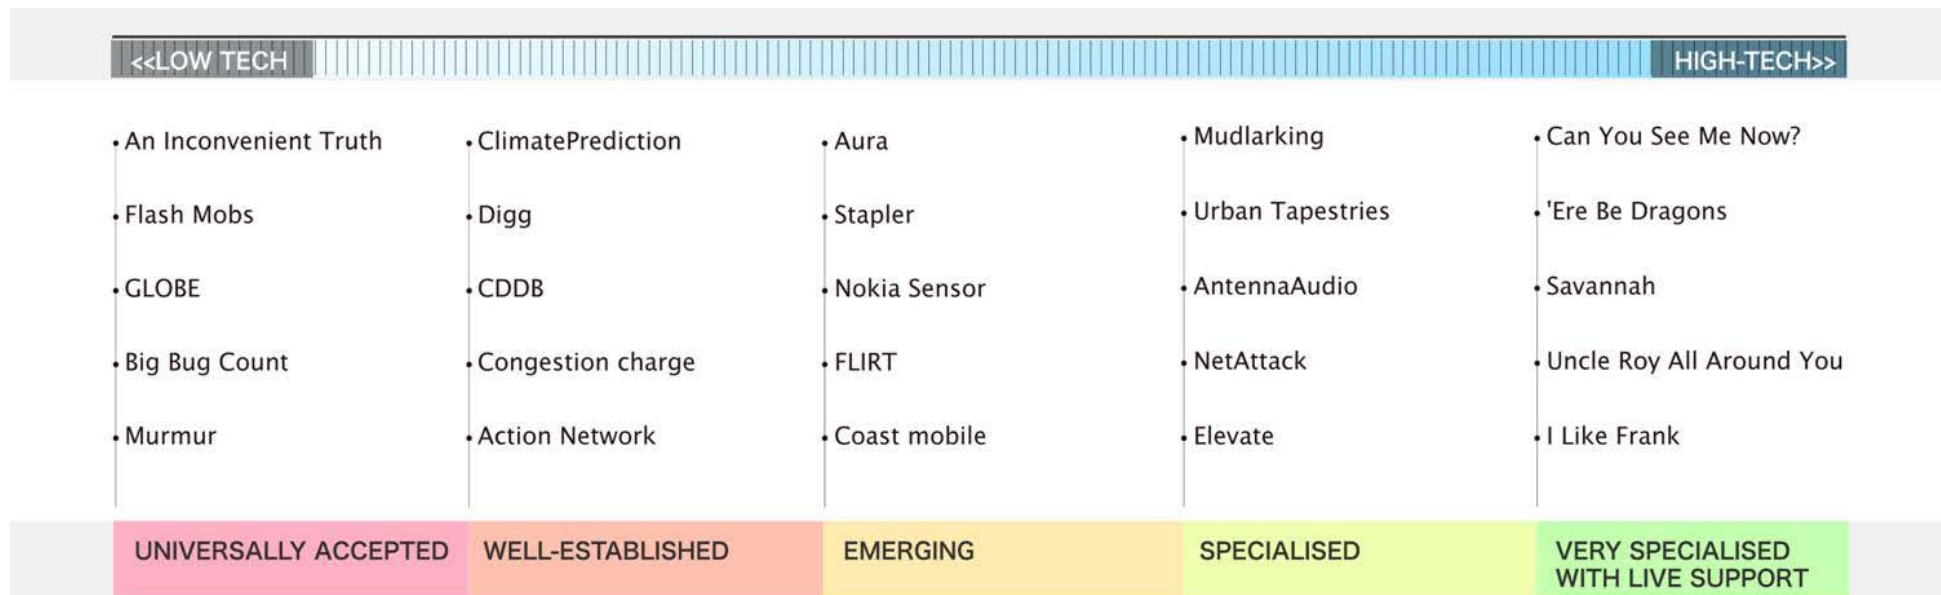 <<LOW TECH
HIGH-TECH>>
An Inconvenient Truth
Flash Mobs
GLOBE
Big Bug Count
Murmur
ClimatePrediction
Digg
CDDB
Congestion charge
Action Network
Aura
Stapler
Nokia Sensor
FLIRT
Coast mobile
Mudlarking
Urban Tapestries
AntennaAudio
NetAttack
Elevate
Can You See Me Now?
'Ere Be Dragons
Savannah
Uncle Roy All Around You
I Like Frank
UNIVERSALLY ACCEPTED
WELL-ESTABLISHED
EMERGING
SPECIALISED
VERY SPECIALISED
WITH LIVE SUPPORT